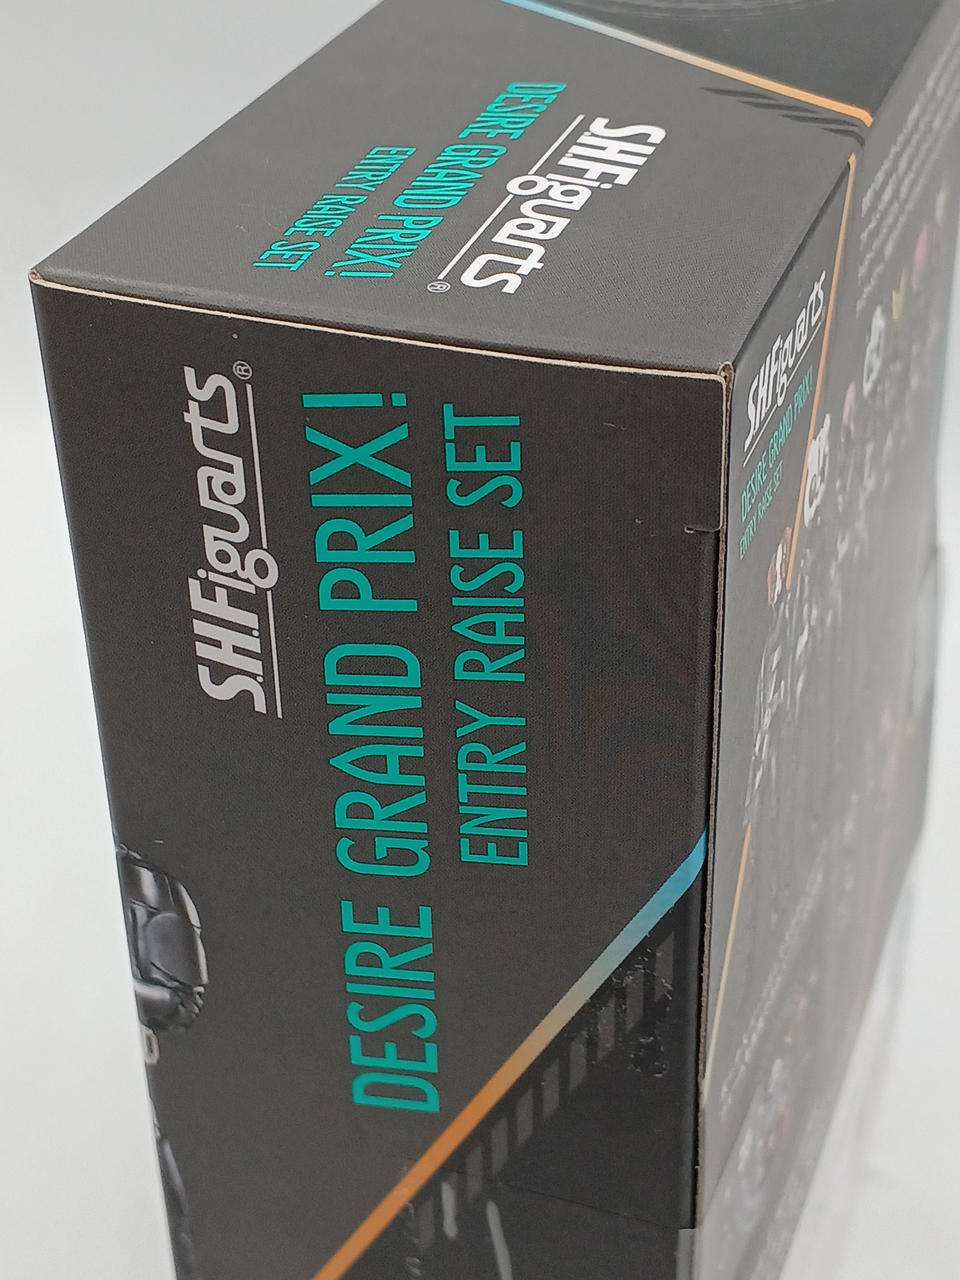 S.H.Figuarts®
DESIRE GRAND PRIX!
ENTRY RAISE SET
S.H.Figuarts®
DESIRE GRAND PRIX!
ENTRY RAISE SET
S.H.Figuarts
DESIRE GRAND PRIX!
ENTRY RAISE SET